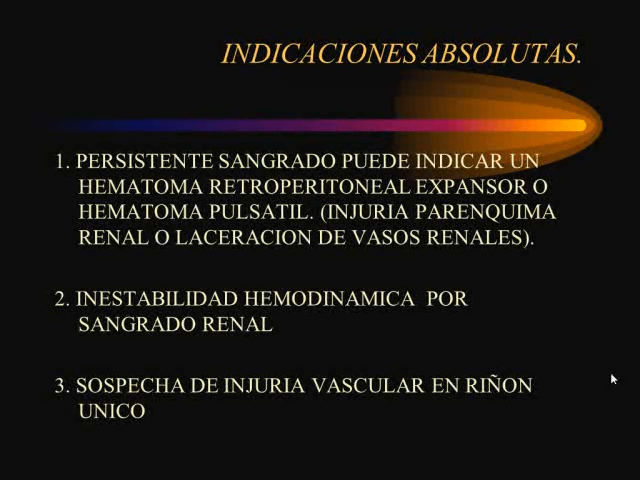 INDICACIONES ABSOLUTAS.
1. PERSISTENTE SANGRADO PUEDE INDICAR UN
HEMATOMA RETROPERITONEAL EXPANSOR O
HEMATOMA PULSATIL. (INJURIA PARENQUIMA
RENAL O LACERACION DE VASOS RENALES).
2. INESTABILIDAD HEMODINAMICA POR
SANGRADO RENAL
3. SOSPECHA DE INJURIA VASCULAR EN RIÑON
UNICO